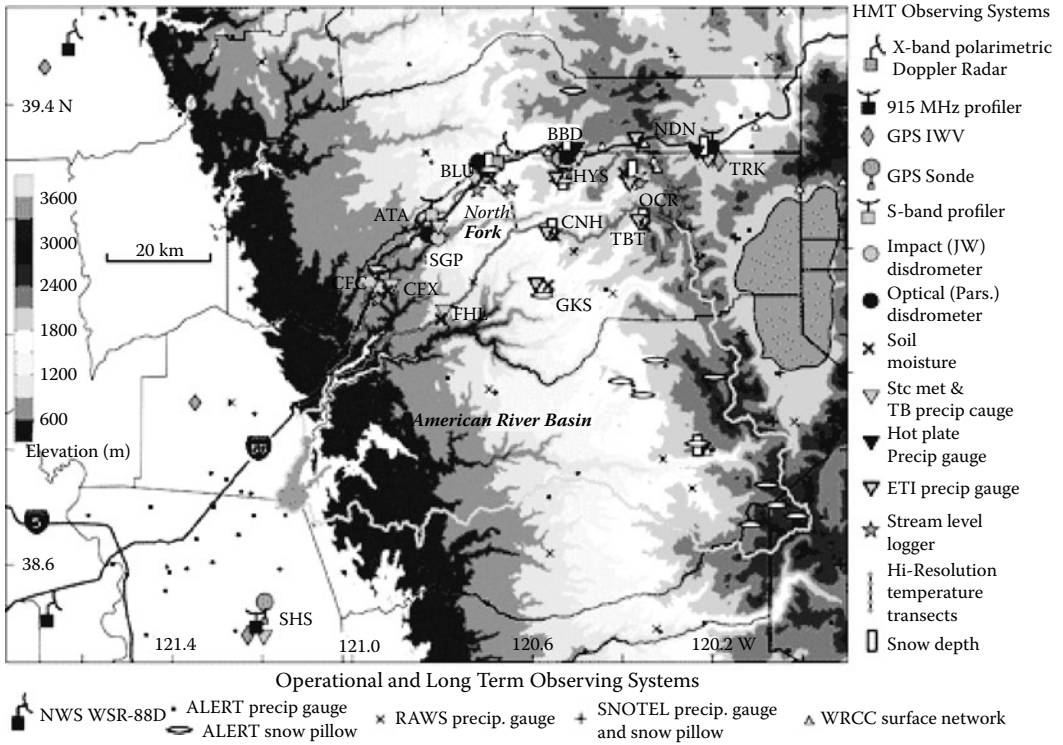 HMT Observing Systems
X-band polarimetric
Doppler Radar
915 MHz profiler
GPS IWV
GPS Sonde
S-band profiler
Impact (JW)
disdrometer
Optical (Pars.)
disdrometer
Soil
moisture
Stc met &
TB precip cauge
Hot plate
Precip gauge
ETI precip gauge
Stream level
logger
Hi-Resolution
temperature
transects
Snow depth
39.4 N
38.6
3600
3000
2400
1800
1200
600
Elevation (m)
20 km
BBD
NDN
BLU
HYS
TRK
ATA
North
Fork
OCR
CNH
TBT
SGP
CFC
CFX
FHL
GKS
American River Basin
5
SHS
121.4
121.0
120.6
120.2 W
Operational and Long Term Observing Systems
NWS WSR-88D
ALERT precip gauge
ALERT snow pillow
RAWS precip. gauge
SNOTEL precip. gauge
and snow pillow
WRCC surface network